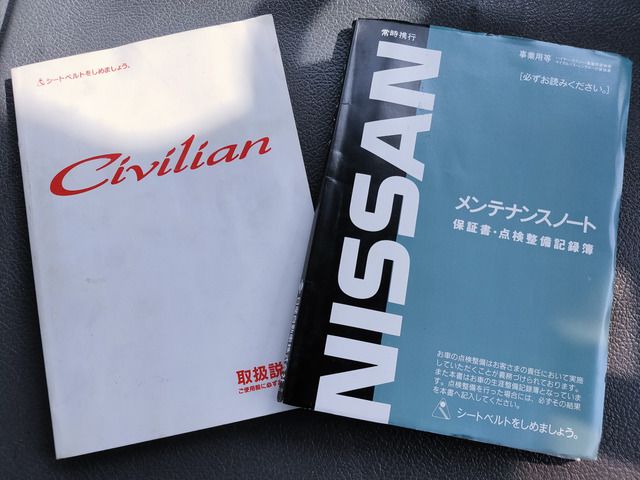 シートベルトをしめましょう。
Civilian
取扱説
ご使用前に必ず
NISSAN
常時携行
事業用等
[必ずお読みください。]
メンテナンスノート
保証書・点検整備記録簿
お車の点検整備はお客さまの責任において実施
していただくことが義務づけられております。
また本書はお車の生涯整備記録簿となっていま
す。点検整備を行った場合には、必ずその結果
を本書へ記入してください。
シートベルトをしめましょう。